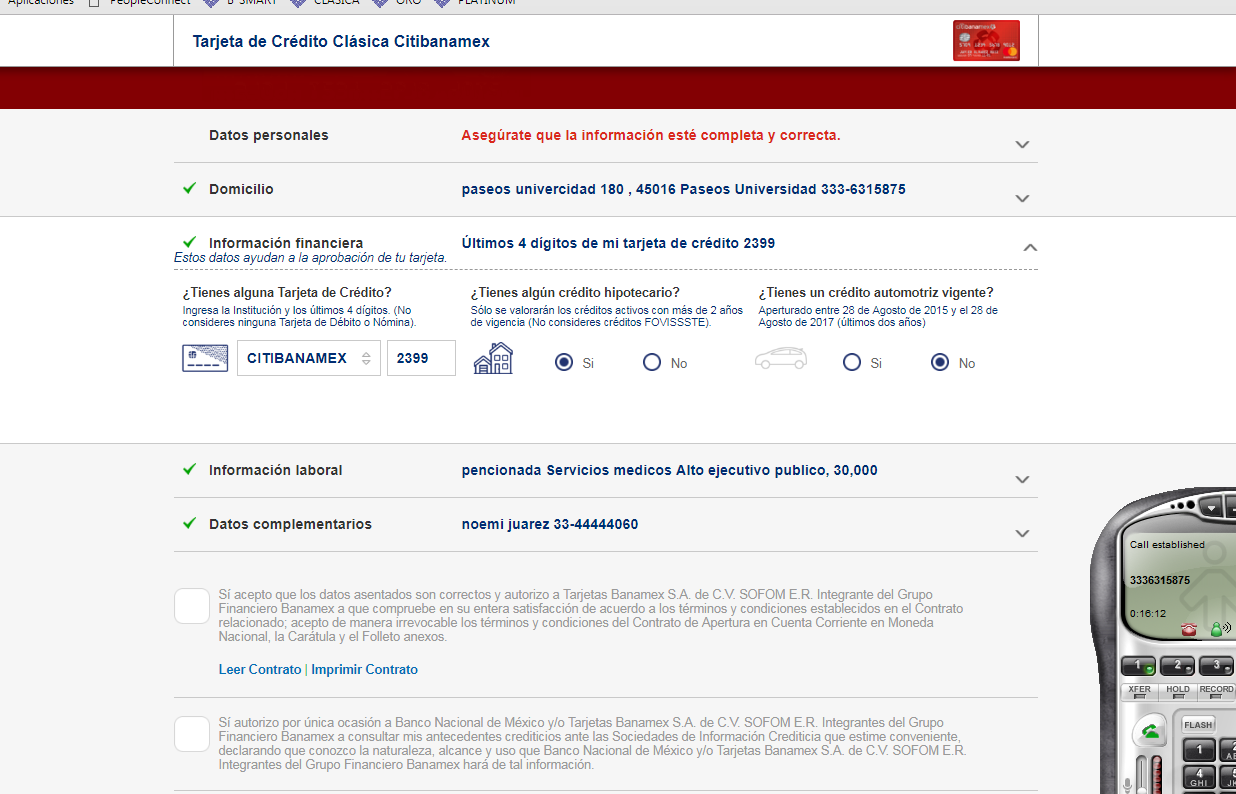 Aplicaciones PeopleConnect B-SMART CLASICA ORO PLATINUM
Tarjeta de Crédito Clásica Citibanamex
Datos personales Asegúrate que la información esté completa y correcta.
Domicilio paseos univercidad 180 , 45016 Paseos Universidad 333-6315875
Información financiera Últimos 4 dígitos de mi tarjeta de crédito 2399
Estos datos ayudan a la aprobación de tu tarjeta.
¿Tienes alguna Tarjeta de Crédito?
Ingresa la Institución y los últimos 4 dígitos. (No
consideres ninguna Tarjeta de Débito o Nómina).
CITIBANAMEX 2399
¿Tienes algún crédito hipotecario?
Sólo se valorarán los créditos activos con más de 2 años
de vigencia (No consideres créditos FOVISSSTE).
Si No
¿Tienes un crédito automotriz vigente?
Aperturado entre 28 de Agosto de 2015 y el 28 de
Agosto de 2017 (últimos dos años)
Si No
Información laboral pencionada Servicios medicos Alto ejecutivo publico, 30,000
Datos complementarios noemi juarez 33-44444060
Sí acepto que los datos asentados son correctos y autorizo a Tarjetas Banamex S.A. de C.V. SOFOM E.R. Integrante del Grupo
Financiero Banamex a que compruebe en su entera satisfacción de acuerdo a los términos y condiciones establecidos en el Contrato
relacionado; acepto de manera irrevocable los términos y condiciones del Contrato de Apertura en Cuenta Corriente en Moneda
Nacional, la Carátula y el Folleto anexos.
Leer Contrato | Imprimir Contrato
Sí autorizo por única ocasión a Banco Nacional de México y/o Tarjetas Banamex S.A. de C.V. SOFOM E.R. Integrantes del Grupo
Financiero Banamex a consultar mis antecedentes crediticios ante las Sociedades de Información Crediticia que estime conveniente,
declarando que conozco la naturaleza, alcance y uso que Banco Nacional de México y/o Tarjetas Banamex S.A. de C.V. SOFOM E.R.
Integrantes del Grupo Financiero Banamex hará de tal información.
Call established
3336315875
0:16:12
1 2 3
XFER HOLD RECORD
FLASH
1 2
4 5
GHI